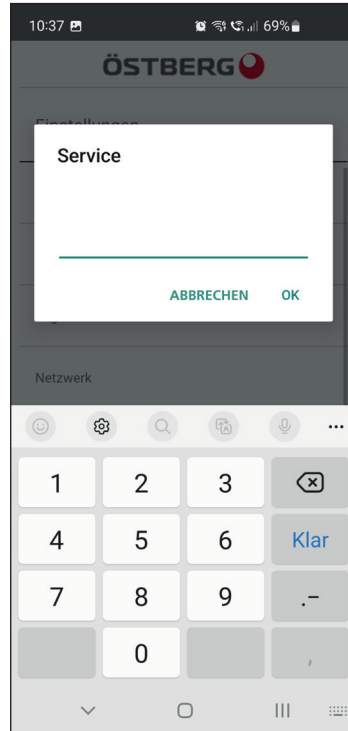 10:37 69%
ÖSTBERG
Einstellungen
Service
ABBRECHEN OK
Netzwerk
1 2 3
4 5 6 Klar
7 8 9 .-
0 ,